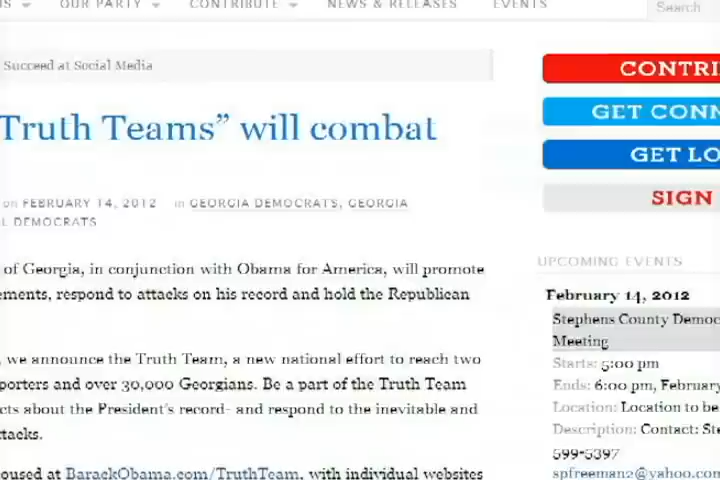 OUR PARTY CONTRIBUTE NEWS & RELEASES EVENTS
Search
Succeed at Social Media
Truth Teams” will combat
on FEBRUARY 14, 2012 in GEORGIA DEMOCRATS, GEORGIA
DEMOCRATS
of Georgia, in conjunction with Obama for America, will promote
ements, respond to attacks on his record and hold the Republican
, we announce the Truth Team, a new national effort to reach two
porters and over 30,000 Georgians. Be a part of the Truth Team
cts about the President's record- and respond to the inevitable and
ttacks.
oused at BarackObama.com/TruthTeam, with individual websites
CONTRI
GET CONN
GET LO
SIGN
UPCOMING EVENTS
February 14, 2012
Stephens County Democ
Meeting
Starts: 5:00 pm
Ends: 6:00 pm, February
Location: Location to be
Description: Contact: Ste
599-5397
spfreeman2@yahoo.com